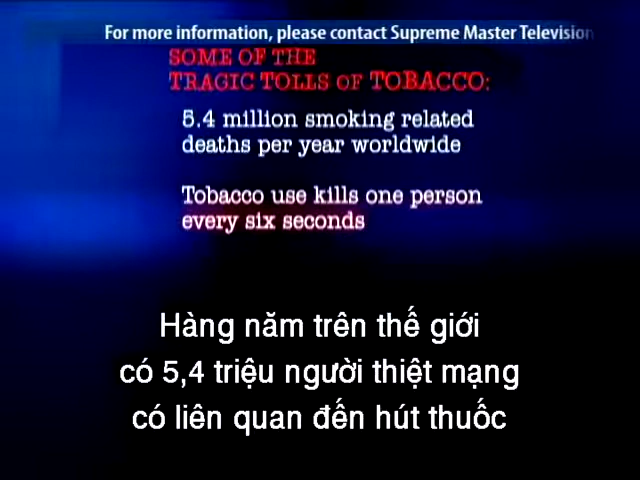 For more information, please contact Supreme Master Television
SOME OF THE
TRAGIC TOLLS OF TOBACCO:
5.4 million smoking related
deaths per year worldwide
Tobacco use kills one person
every six seconds
Hàng năm trên thế giới
có 5,4 triệu người thiệt mạng
có liên quan đến hút thuốc